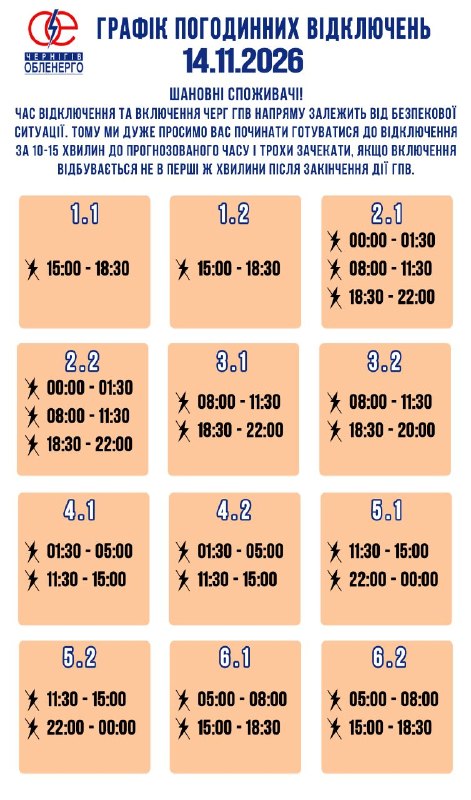 ЧЕРНІГІВ
ОБЛЕНЕРГО
ГРАФІК ПОГОДИННИХ ВІДКЛЮЧЕНЬ
14.11.2026
ШАНОВНІ СПОЖИВАЧІ!
ЧАС ВІДКЛЮЧЕННЯ ТА ВКЛЮЧЕННЯ ЧЕРГ ГПВ НАПРЯМУ ЗАЛЕЖИТЬ ВІД БЕЗПЕКОВОЇ
СИТУАЦІЇ. ТОМУ МИ ДУЖЕ ПРОСИМО ВАС ПОЧИНАТИ ГОТУВАТИСЯ ДО ВІДКЛЮЧЕННЯ
ЗА 10-15 ХВИЛИН ДО ПРОГНОЗОВАНОГО ЧАСУ І ТРОХИ ЗАЧЕКАТИ, ЯКЩО ВКЛЮЧЕННЯ
ВІДБУВАЄТЬСЯ НЕ В ПЕРШІ Ж ХВИЛИНИ ПІСЛЯ ЗАКІНЧЕННЯ ДІЇ ГПВ.
1.1
15:00 - 18:30
1.2
15:00 - 18:30
2.1
00:00 - 01:30
08:00 - 11:30
18:30 - 22:00
2.2
00:00 - 01:30
08:00 - 11:30
18:30 - 22:00
3.1
08:00 - 11:30
18:30 - 22:00
3.2
08:00 - 11:30
18:30 - 20:00
4.1
01:30 - 05:00
11:30 - 15:00
4.2
01:30 - 05:00
11:30 - 15:00
5.1
11:30 - 15:00
22:00 - 00:00
5.2
11:30 - 15:00
22:00 - 00:00
6.1
05:00 - 08:00
15:00 - 18:30
6.2
05:00 - 08:00
15:00 - 18:30